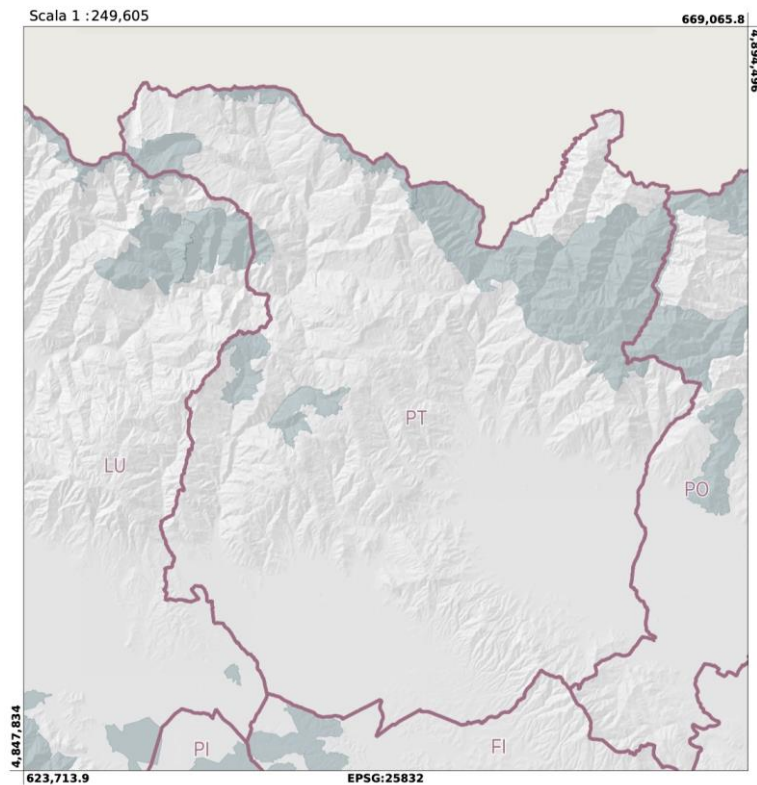 Scala 1 :249,605
669,065.8
4,894,496
PT
LU
PO
4,847,834
PI
FI
623,713.9
EPSG:25832